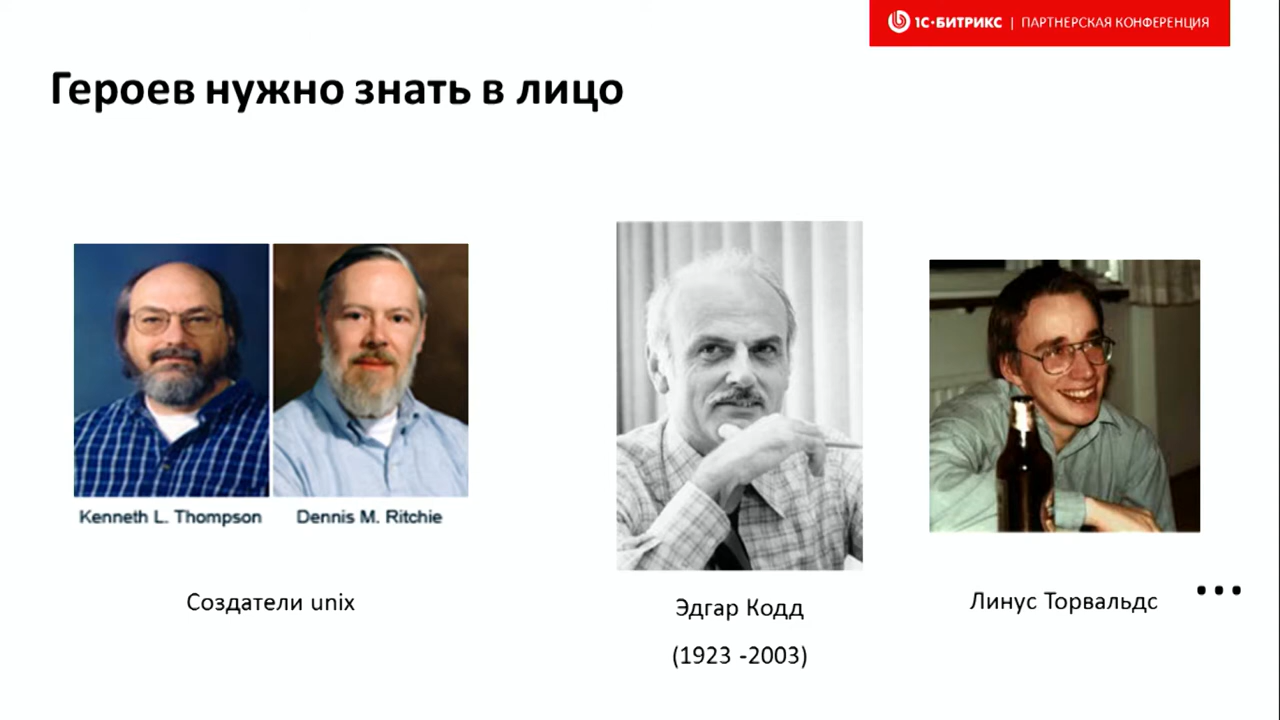 1С-БИТРИКС | ПАРТНЕРСКАЯ КОНФЕРЕНЦИЯ
Героев нужно знать в лицо
Kenneth L. Thompson
Dennis M. Ritchie
Создатели unix
Эдгар Кодд
(1923 -2003)
Линус Торвальдс
...